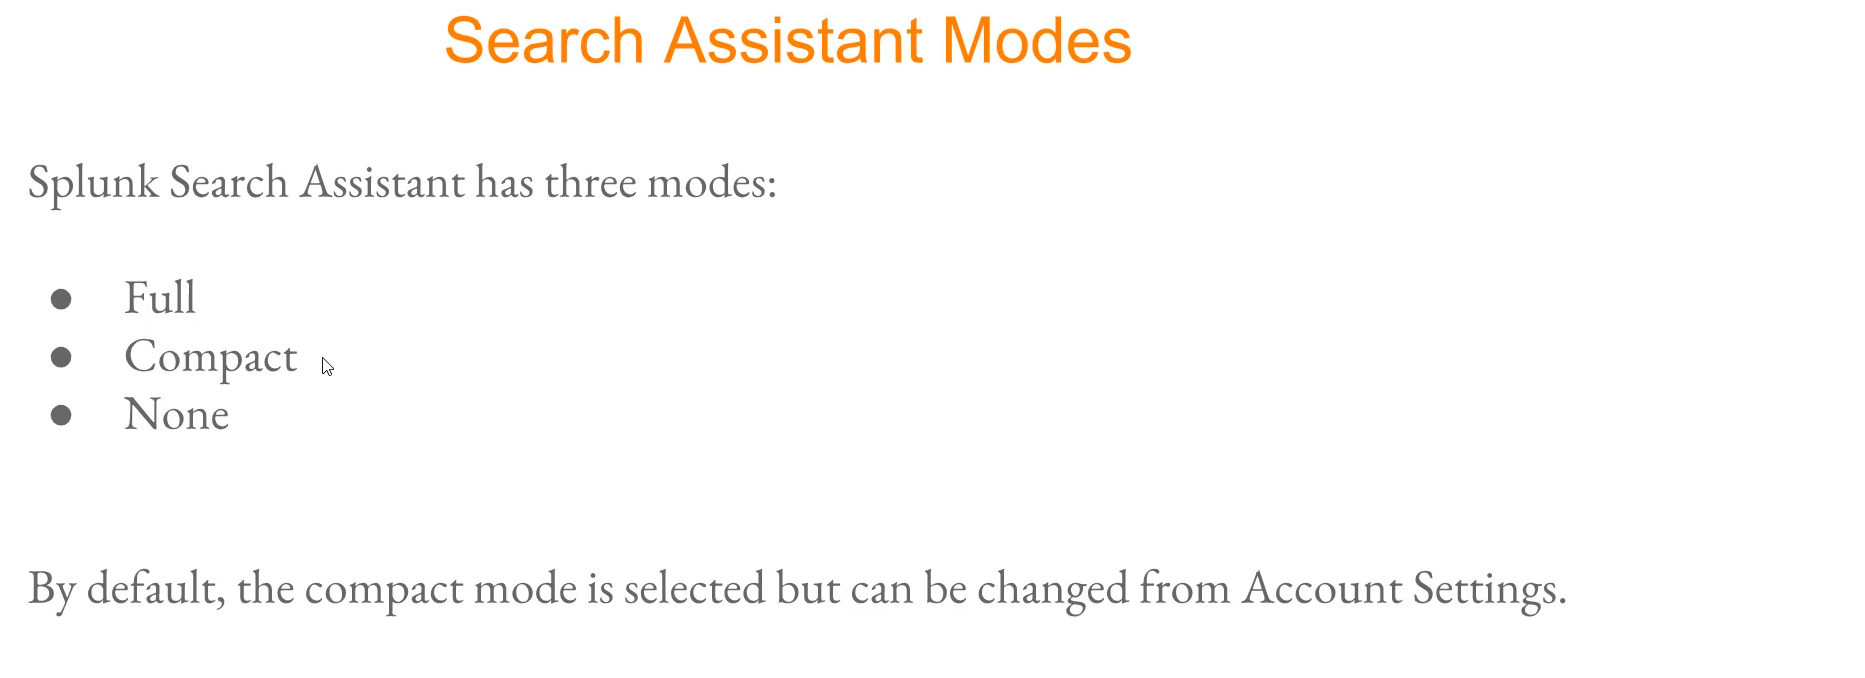 Search Assistant Modes
Splunk Search Assistant has three modes:
● Full
● Compact
● None
By default, the compact mode is selected but can be changed from Account Settings.